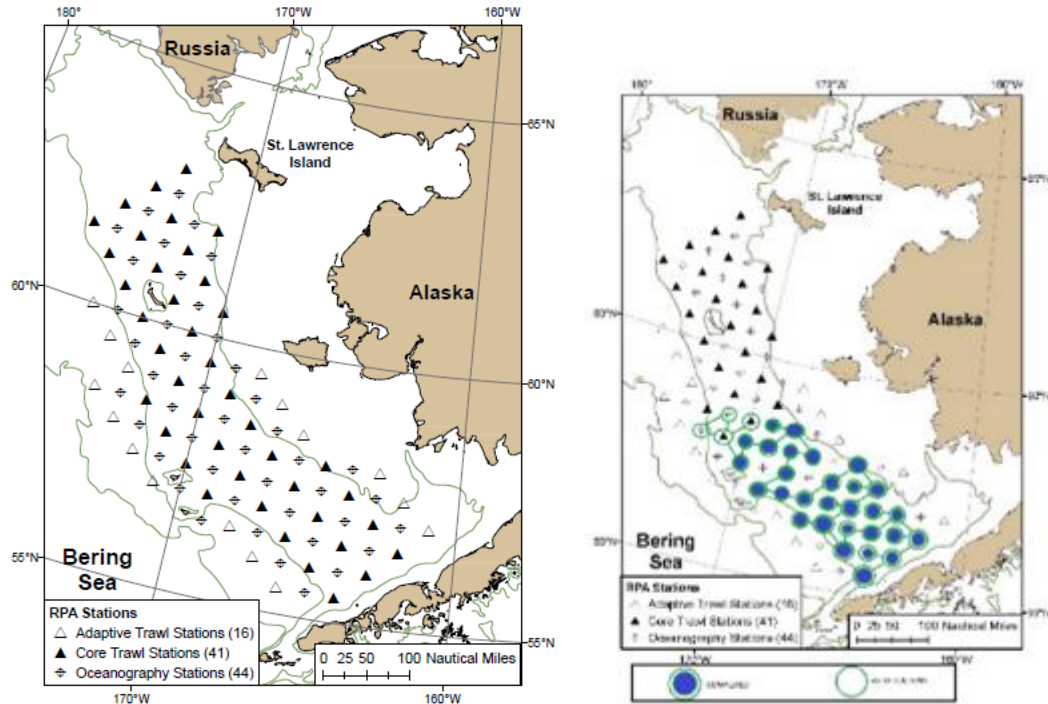 180°
170°W
160°W
Russia
65°N
St. Lawrence
Island
60°N
Alaska
60°N
55°N
Bering
Sea
RPA Stations
Adaptive Trawl Stations (16)
Core Trawl Stations (41)
Oceanography Stations (44)
0 25 50 100 Nautical Miles
55°N
170°W
160°W
Russia
St. Lawrence
Island
Alaska
Bering
Sea
RPA Stations
Adaptive Trawl Stations (16)
Core Trawl Stations (41)
Oceanography Stations (44)
0 25 50 100 Nautical Miles